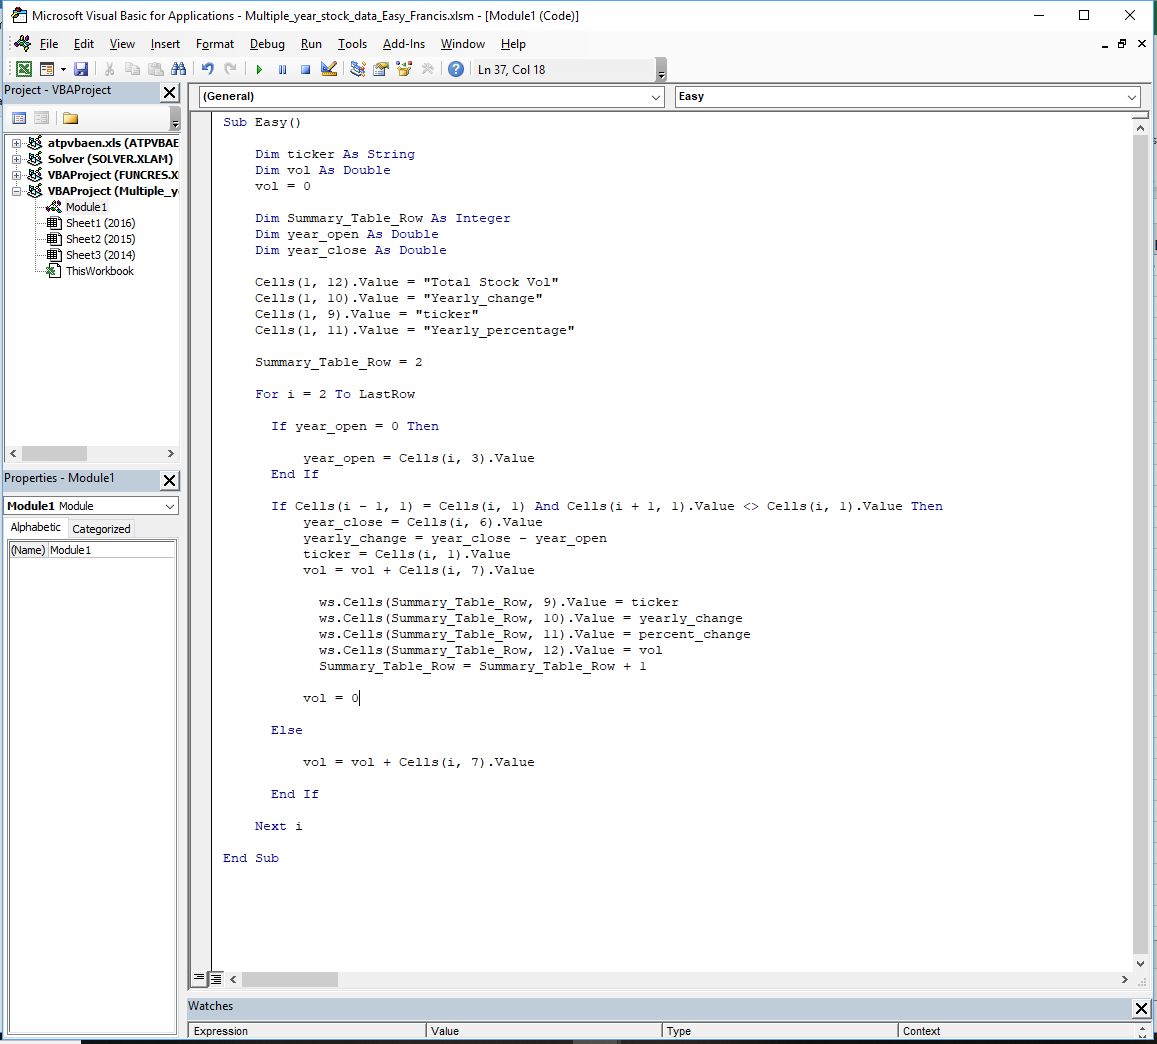 Microsoft Visual Basic for Applications - Multiple_year_stock_data_Easy_Francis.xlsm - [Module1 (Code)]
File Edit View Insert Format Debug Run Tools Add-Ins Window Help
Ln 37, Col 18
Project - VBAProject
atpvbaen.xls (ATPVBAE
Solver (SOLVER.XLAM)
VBAProject (FUNCRES.X
VBAProject (Multiple_y
Module1
Sheet1 (2016)
Sheet2 (2015)
Sheet3 (2014)
ThisWorkbook
Properties - Module1
Module1 Module
Alphabetic Categorized
(Name) Module1
(General) Easy
Sub Easy()
Dim ticker As String
Dim vol As Double
vol = 0
Dim Summary_Table_Row As Integer
Dim year_open As Double
Dim year_close As Double
Cells(1, 12).Value = "Total Stock Vol"
Cells(1, 10).Value = "Yearly_change"
Cells(1, 9).Value = "ticker"
Cells(1, 11).Value = "Yearly_percentage"
Summary_Table_Row = 2
For i = 2 To LastRow
If year_open = 0 Then
year_open = Cells(i, 3).Value
End If
If Cells(i - 1, 1) = Cells(i, 1) And Cells(i + 1, 1).Value <> Cells(i, 1).Value Then
year_close = Cells(i, 6).Value
yearly_change = year_close - year_open
ticker = Cells(i, 1).Value
vol = vol + Cells(i, 7).Value
ws.Cells(Summary_Table_Row, 9).Value = ticker
ws.Cells(Summary_Table_Row, 10).Value = yearly_change
ws.Cells(Summary_Table_Row, 11).Value = percent_change
ws.Cells(Summary_Table_Row, 12).Value = vol
Summary_Table_Row = Summary_Table_Row + 1
vol = 0
Else
vol = vol + Cells(i, 7).Value
End If
Next i
End Sub
Watches
Expression Value Type Context